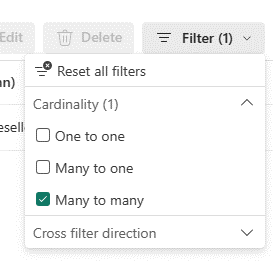 Edit Delete Filter (1)
Reset all filters
Cardinality (1)
One to one
Many to one
Many to many
Cross filter direction